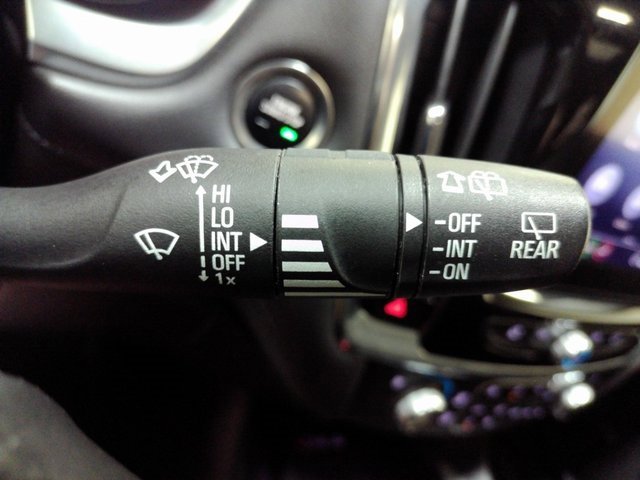 HI
LO
INT
OFF
1x
-OFF
-INT
-ON
REAR